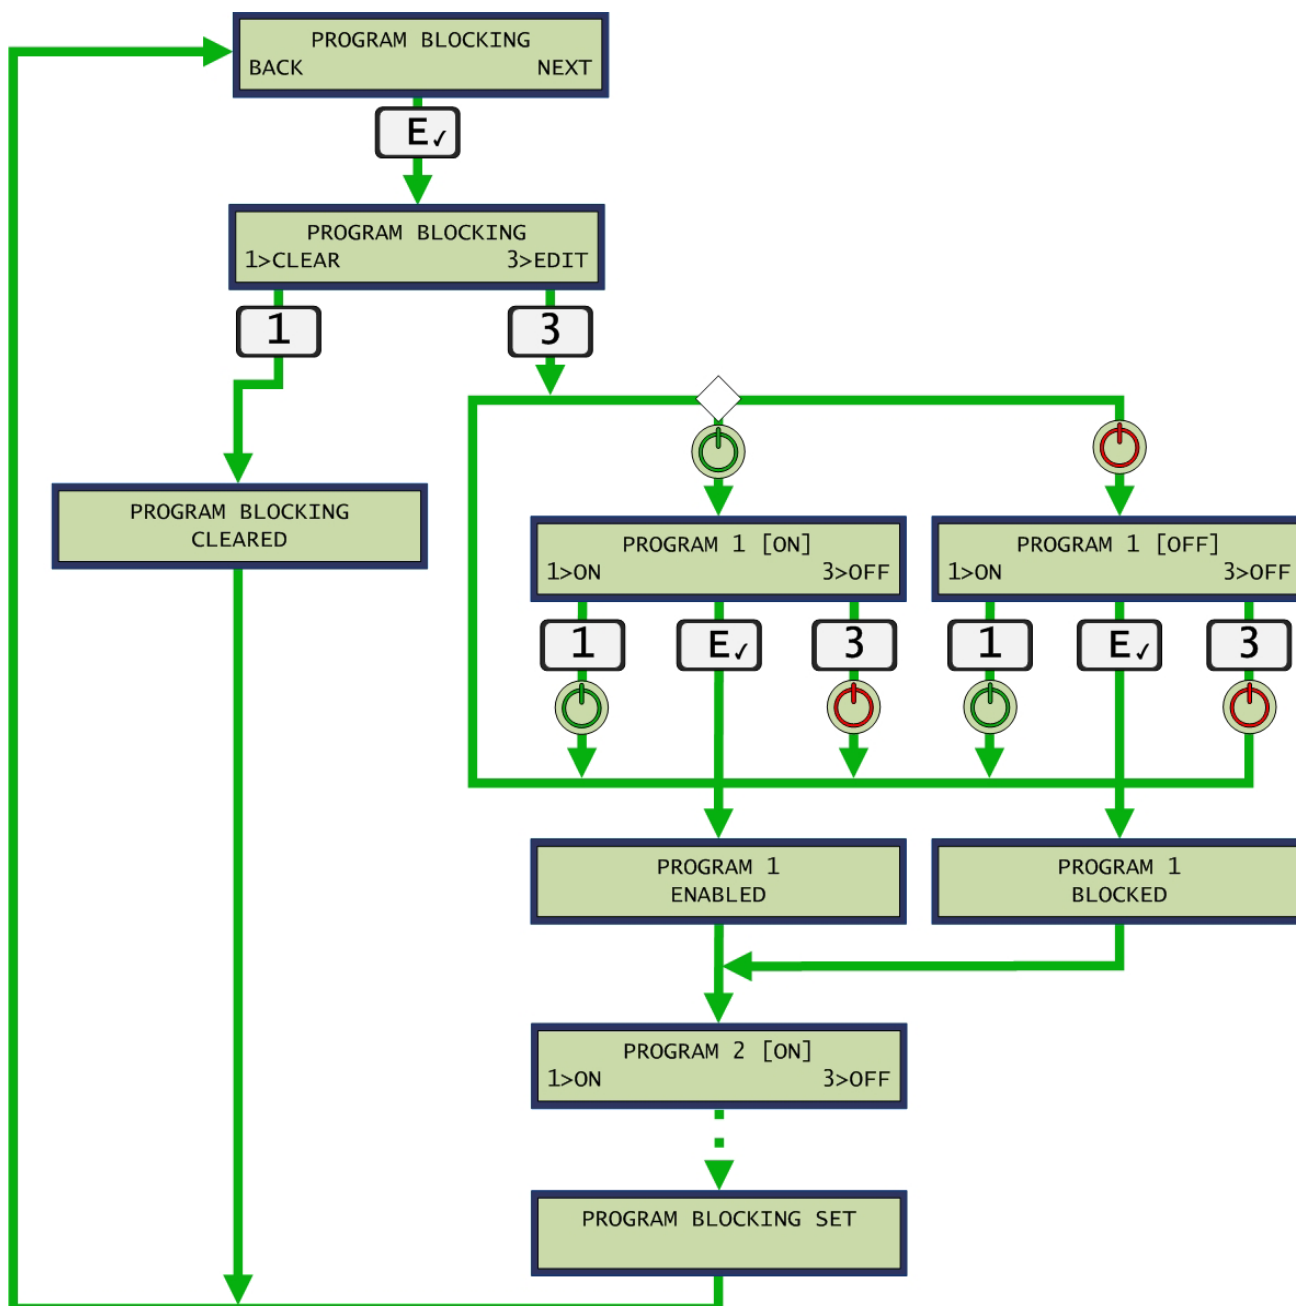 PROGRAM BLOCKING
BACK NEXT
E✓
PROGRAM BLOCKING
1>CLEAR 3>EDIT
1 3
PROGRAM BLOCKING
CLEARED
PROGRAM 1 [ON]
1>ON 3>OFF
PROGRAM 1 [OFF]
1>ON 3>OFF
1 E✓ 3
1 E✓ 3
PROGRAM 1
ENABLED
PROGRAM 1
BLOCKED
PROGRAM 2 [ON]
1>ON 3>OFF
PROGRAM BLOCKING SET